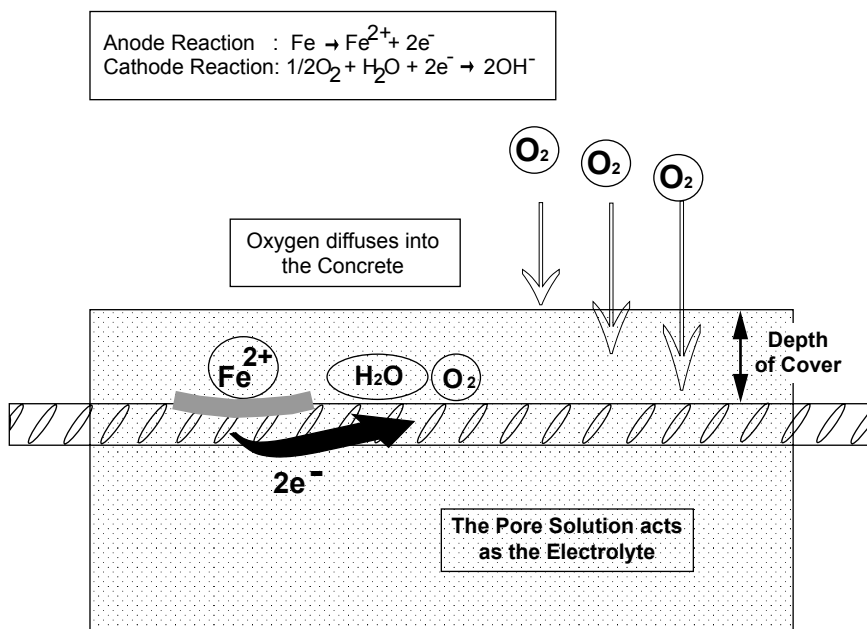 Anode Reaction : Fe → Fe²⁺ + 2e⁻
Cathode Reaction: 1/2O₂ + H₂O + 2e⁻ → 2OH⁻
O₂
O₂
O₂
Oxygen diffuses into
the Concrete
Depth
of Cover
Fe²⁺
H₂O
O₂
2e⁻
The Pore Solution acts
as the Electrolyte